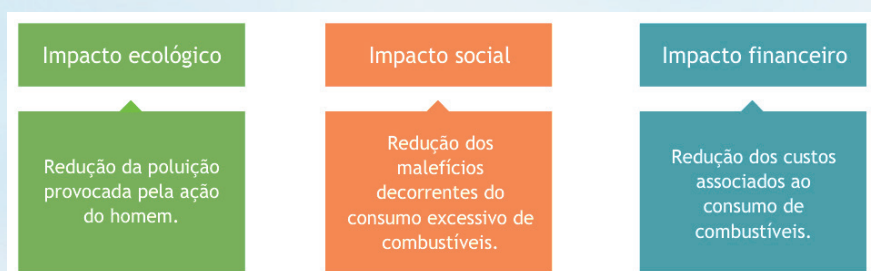 Impacto ecológico
Redução da poluição
provocada pela ação
do homem.
Impacto social
Redução dos
malefícios
decorrentes do
consumo excessivo de
combustíveis.
Impacto financeiro
Redução dos custos
associados ao
consumo de
combustíveis.